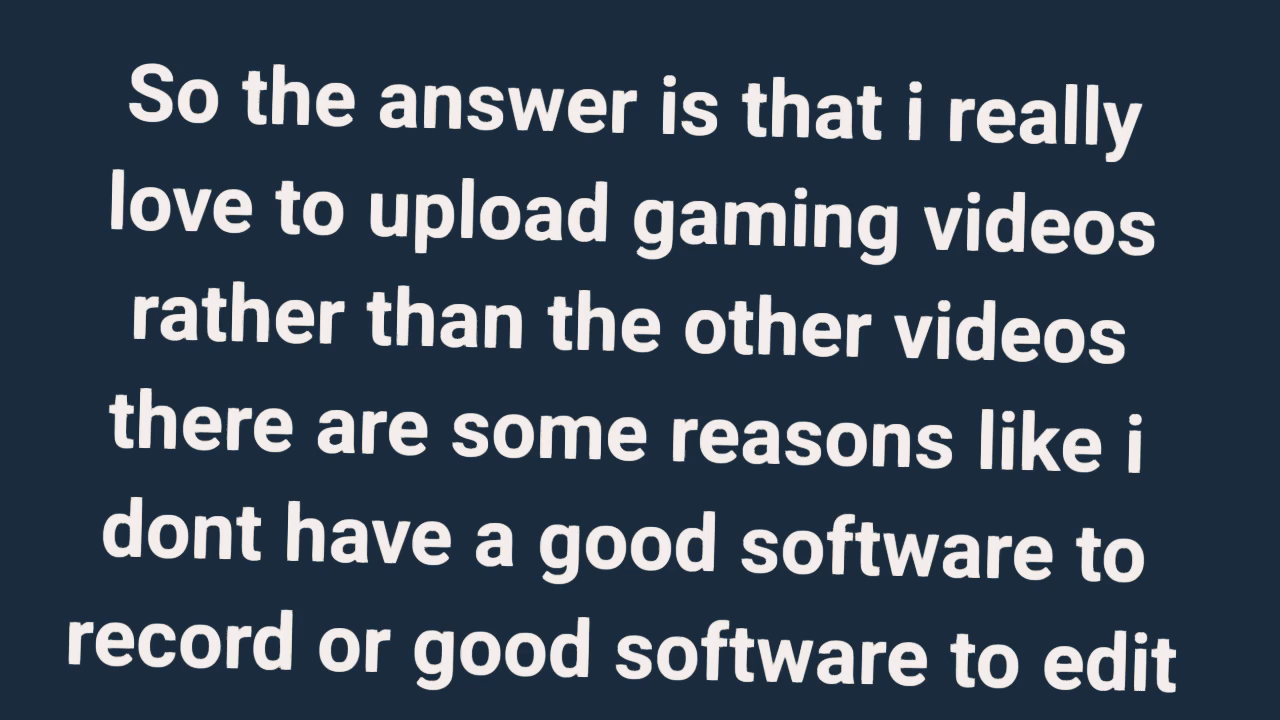 So the answer is that i really
love to upload gaming videos
rather than the other videos
there are some reasons like i
dont have a good software to
record or good software to edit